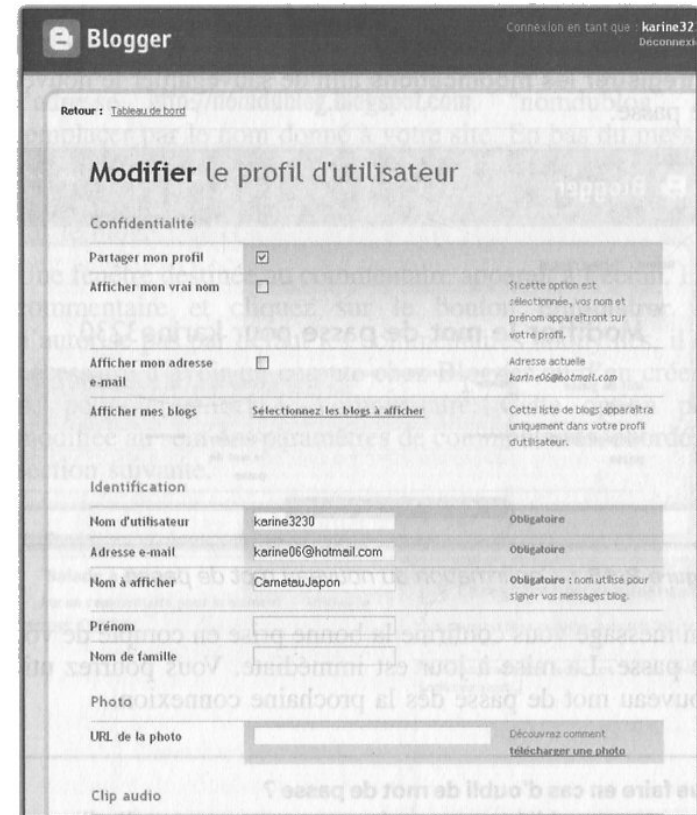 Blogger
Connexion en tant que : karine32
Déconnexi
Retour : Tableau de bord
Modifier le profil d'utilisateur
Confidentialité
Partager mon profil
Afficher mon vrai nom
Si cette option est
sélectionnée, vos nom et
prénom apparaîtront sur
votre profil.
Afficher mon adresse
e-mail
Adresse actuelle
karine06@hotmail.com
Afficher mes blogs
Sélectionnez les blogs à afficher
Cette liste de blogs apparaîtra
uniquement dans votre profil
d'utilisateur.
Identification
Nom d'utilisateur
karine3230
Obligatoire
Adresse e-mail
karine06@hotmail.com
Obligatoire
Nom à afficher
CarnetauJapon
Obligatoire : nom utilisé pour
signer vos messages blog.
Prénom
Nom de famille
Photo
URL de la photo
Découvrez comment
télécharger une photo
Clip audio